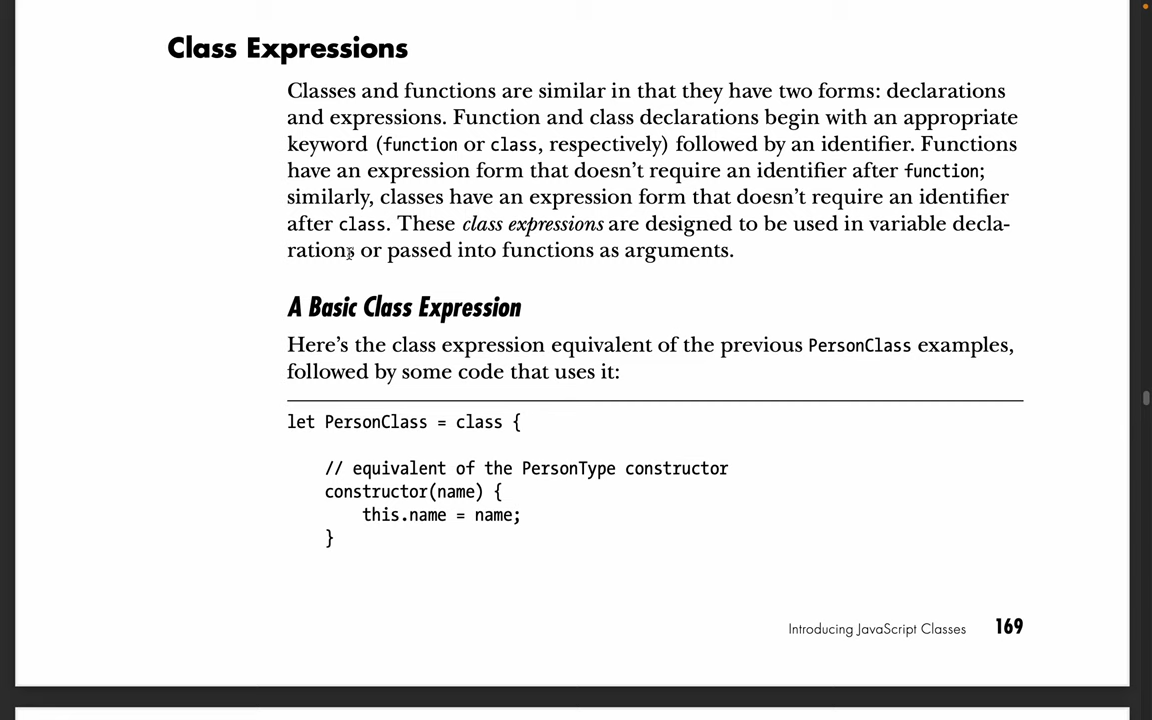 Class Expressions
Classes and functions are similar in that they have two forms: declarations
and expressions. Function and class declarations begin with an appropriate
keyword (function or class, respectively) followed by an identifier. Functions
have an expression form that doesn’t require an identifier after function;
similarly, classes have an expression form that doesn’t require an identifier
after class. These class expressions are designed to be used in variable decla-
rations or passed into functions as arguments.
A Basic Class Expression
Here’s the class expression equivalent of the previous PersonClass examples,
followed by some code that uses it:
let PersonClass = class {
// equivalent of the PersonType constructor
constructor(name) {
this.name = name;
}
Introducing JavaScript Classes 169